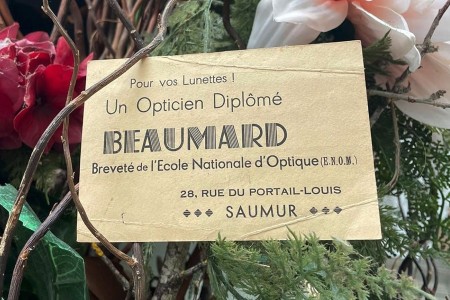 Pour vos Lunettes !
Un Opticien Diplômé
BEAUMARD
Breveté de l'Ecole Nationale d'Optique (E.N.O.M.)
28, RUE DU PORTAIL-LOUIS
SAUMUR